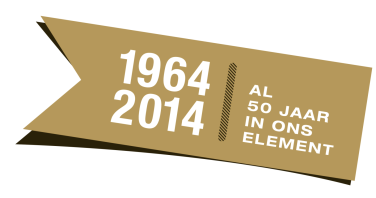 1964
2014
AL
50 JAAR
IN ONS
ELEMENT